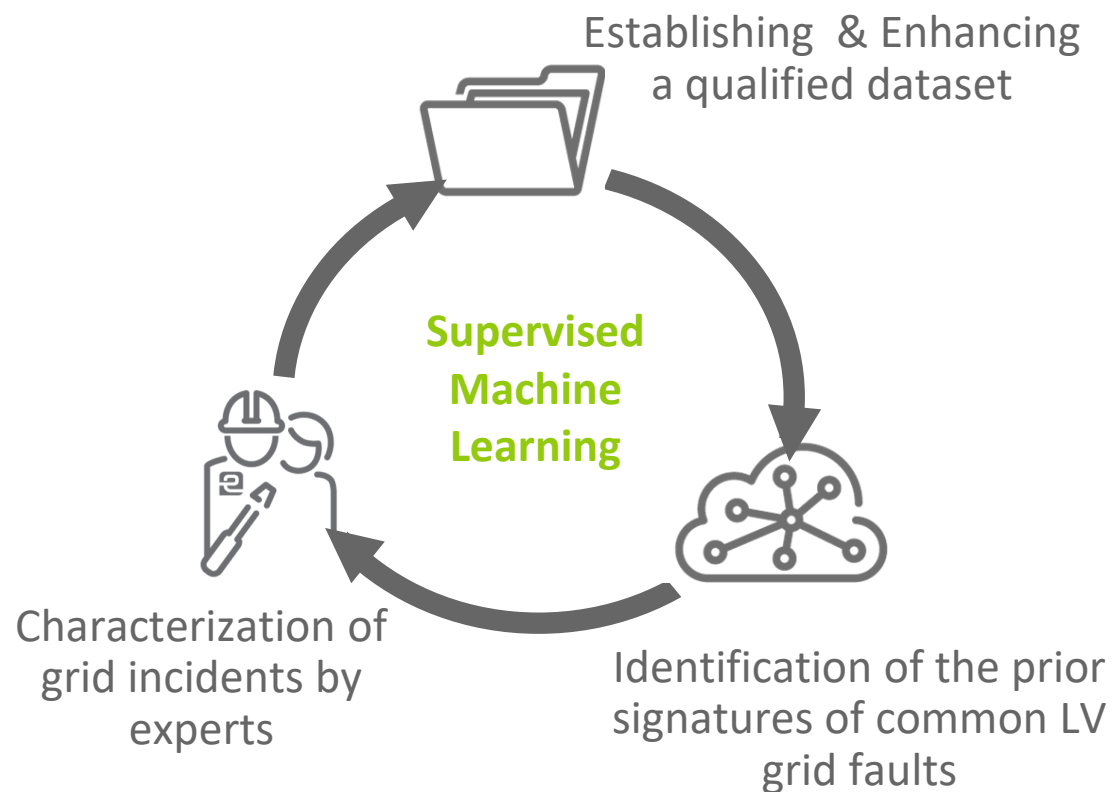 Establishing  & Enhancing
a qualified dataset
Supervised
Machine
Learning
Characterization of
grid incidents by
experts
Identification of the prior
signatures of common LV
grid faults